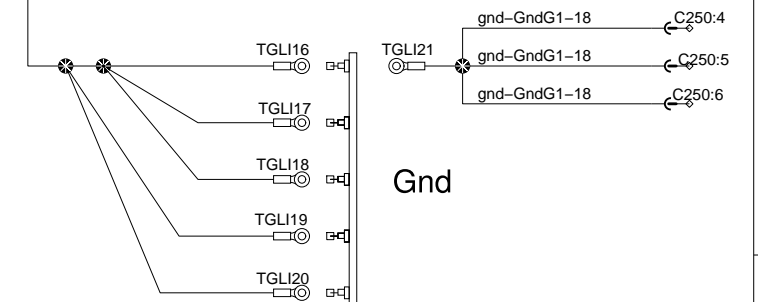 gnd–GndG1–18 C250:4
TGLI16 TGLI21 gnd–GndG1–18 C250:5
gnd–GndG1–18 C250:6
TGLI17
TGLI18
Gnd
TGLI19
TGLI20